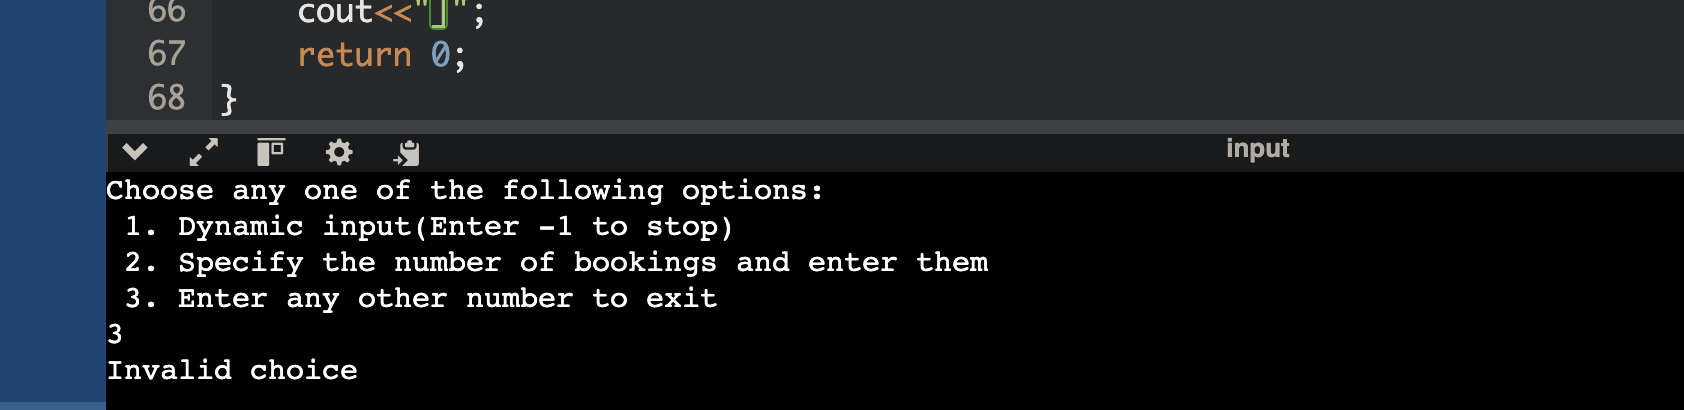 66 cout<<"]";
67 return 0;
68 }
input
Choose any one of the following options:
1. Dynamic input(Enter -1 to stop)
2. Specify the number of bookings and enter them
3. Enter any other number to exit
3
Invalid choice